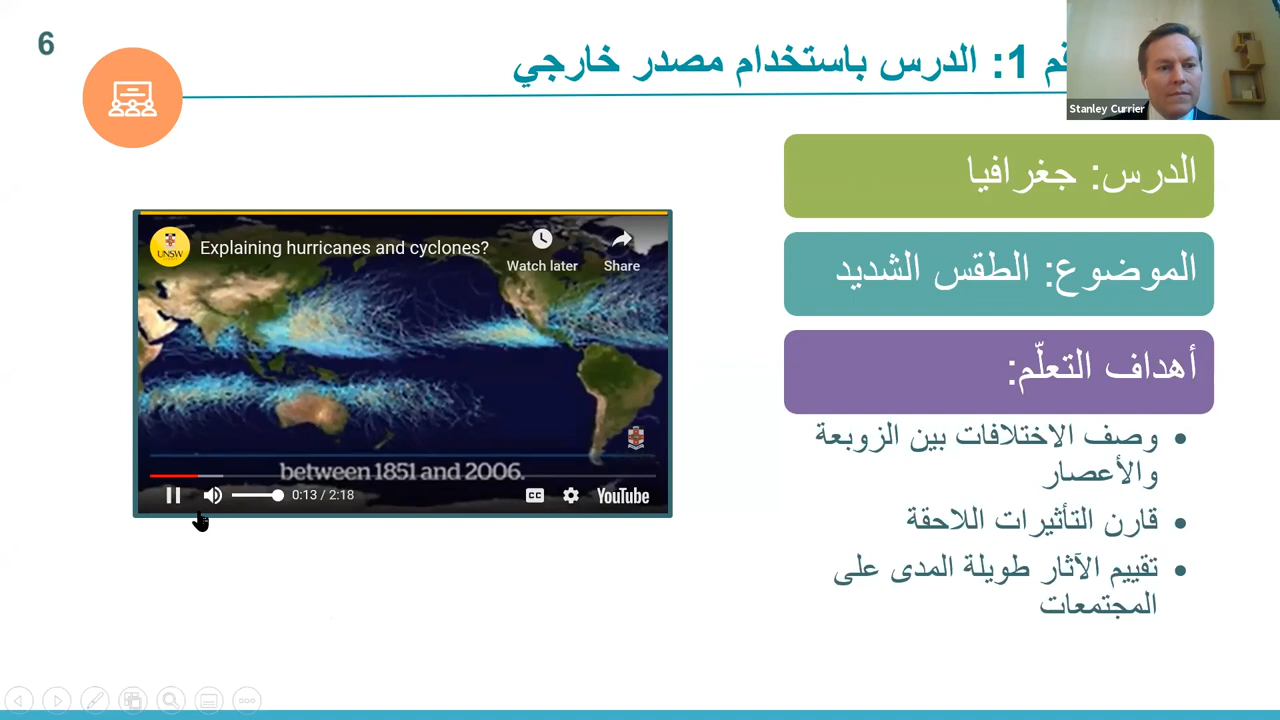 6
قم 1: الدرس باستخدام مصدر خارجي
Stanley Currier
الدرس: جغرافيا
الموضوع: الطقس الشديد
أهداف التعلّم:
• وصف الاختلافات بين الزوبعة
والأعصار
• قارن التأثيرات اللاحقة
• تقييم الآثار طويلة المدى على
المجتمعات
UNSW
Explaining hurricanes and cyclones?
Watch later
Share
between 1851 and 2006.
0:13 / 2:18
CC
YouTube